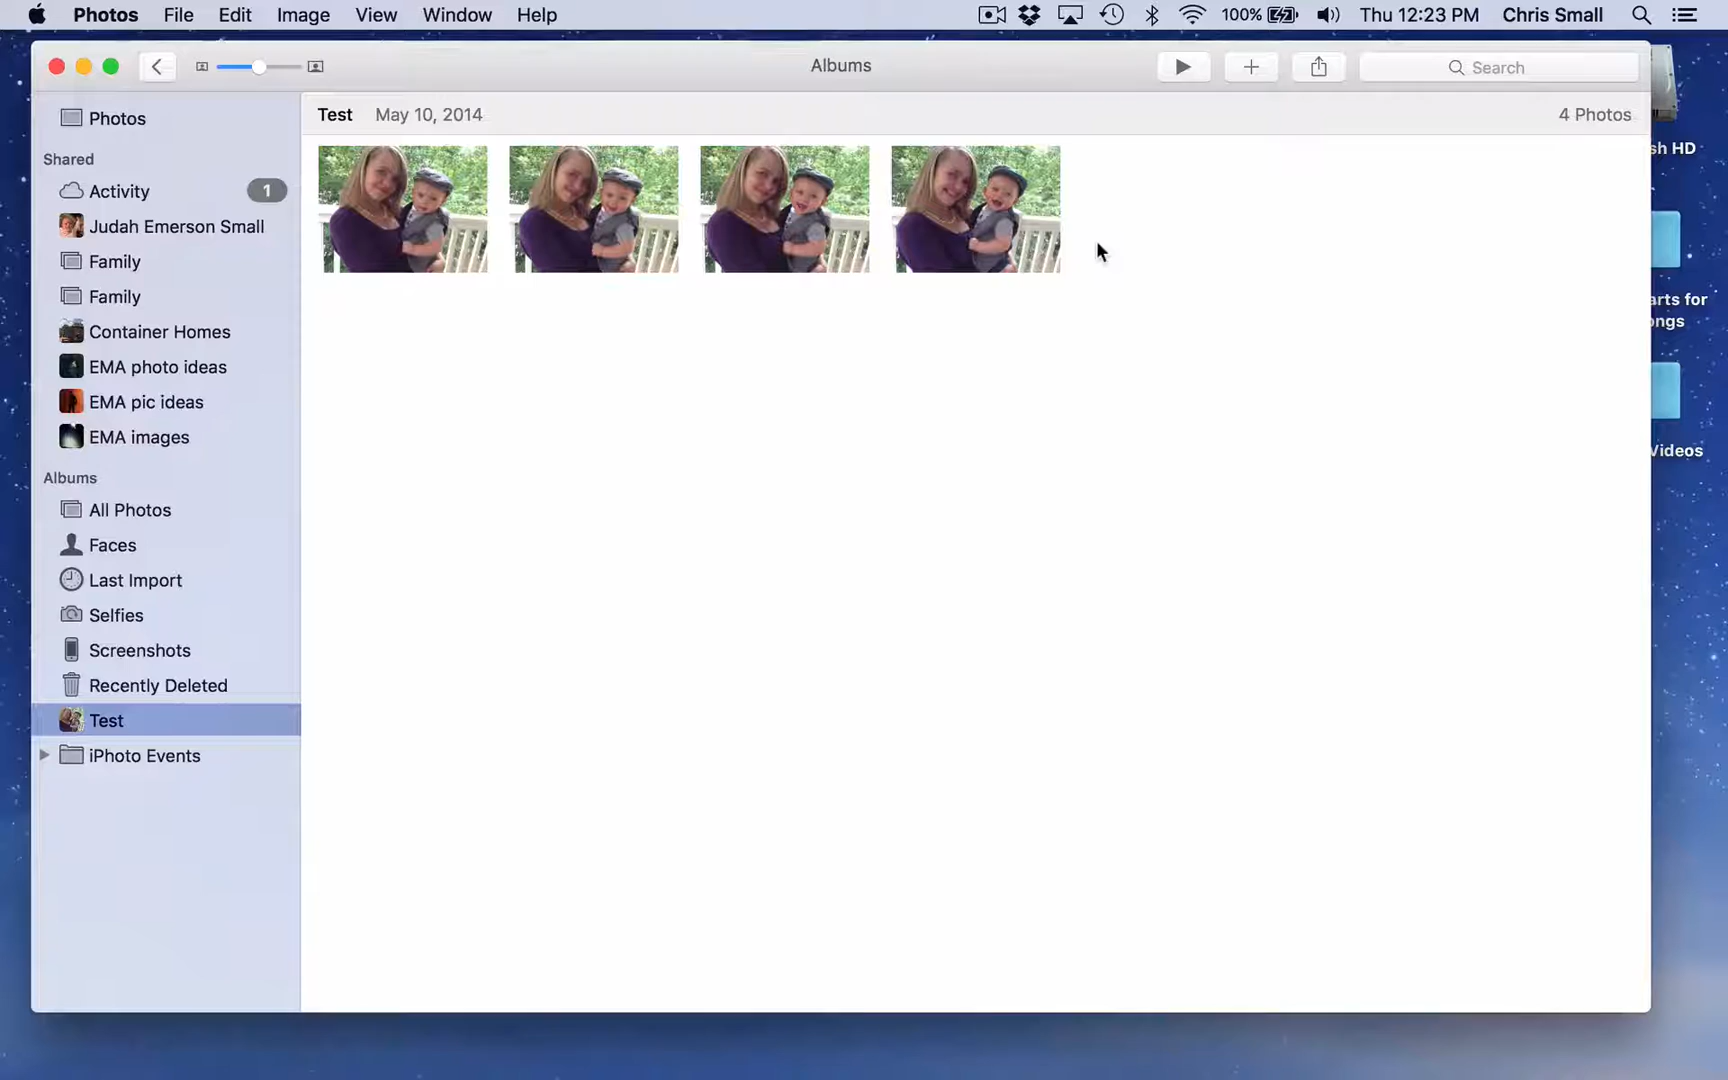 Photos File Edit Image View Window Help 100% Thu 12:23 PM Chris Small
Albums
Search
Photos
Shared
Activity 1
Judah Emerson Small
Family
Family
Container Homes
EMA photo ideas
EMA pic ideas
EMA images
Albums
All Photos
Faces
Last Import
Selfies
Screenshots
Recently Deleted
Test
iPhoto Events
Test May 10, 2014 4 Photos
sh HD
arts for
ongs
Videos